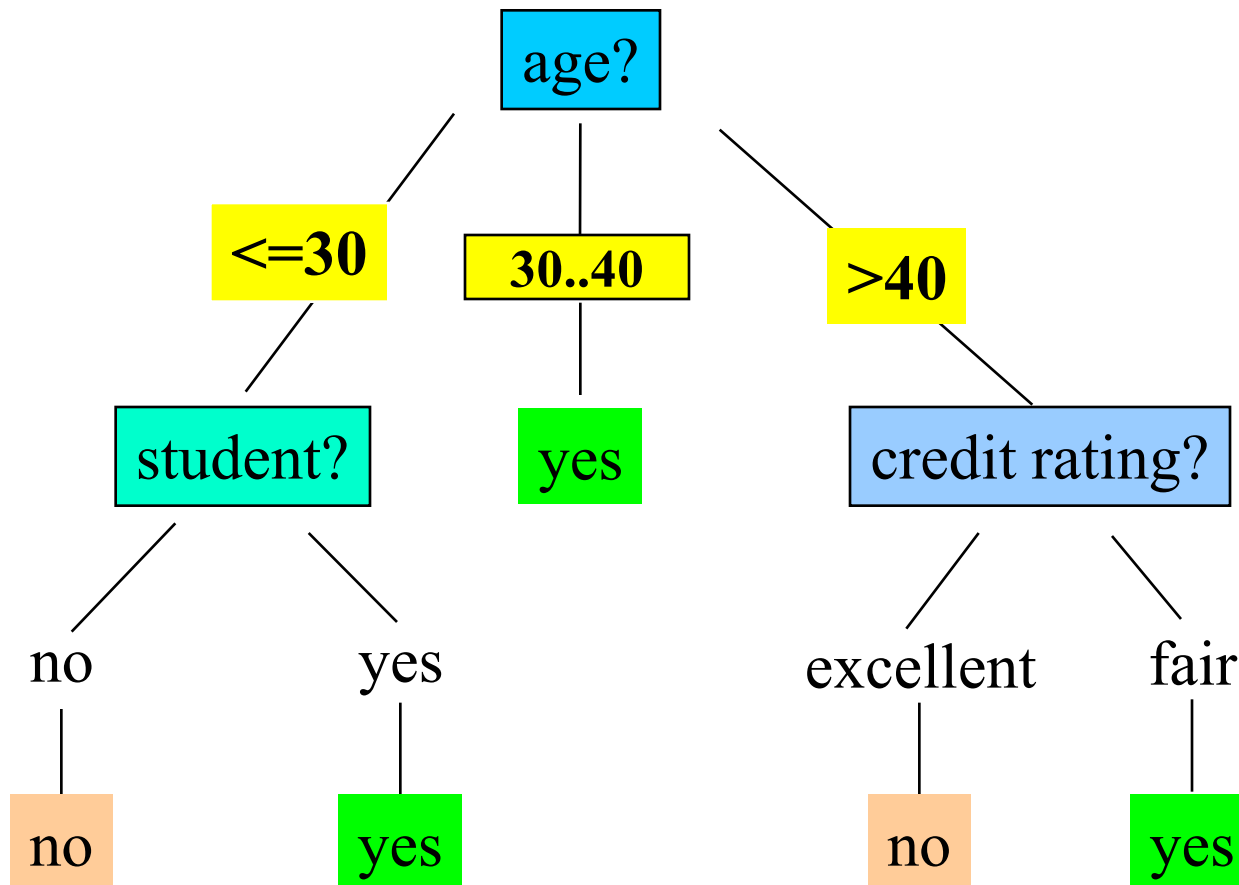 age?
<=30
30..40
>40
student?
yes
credit rating?
no
yes
excellent
fair
no
yes
no
yes